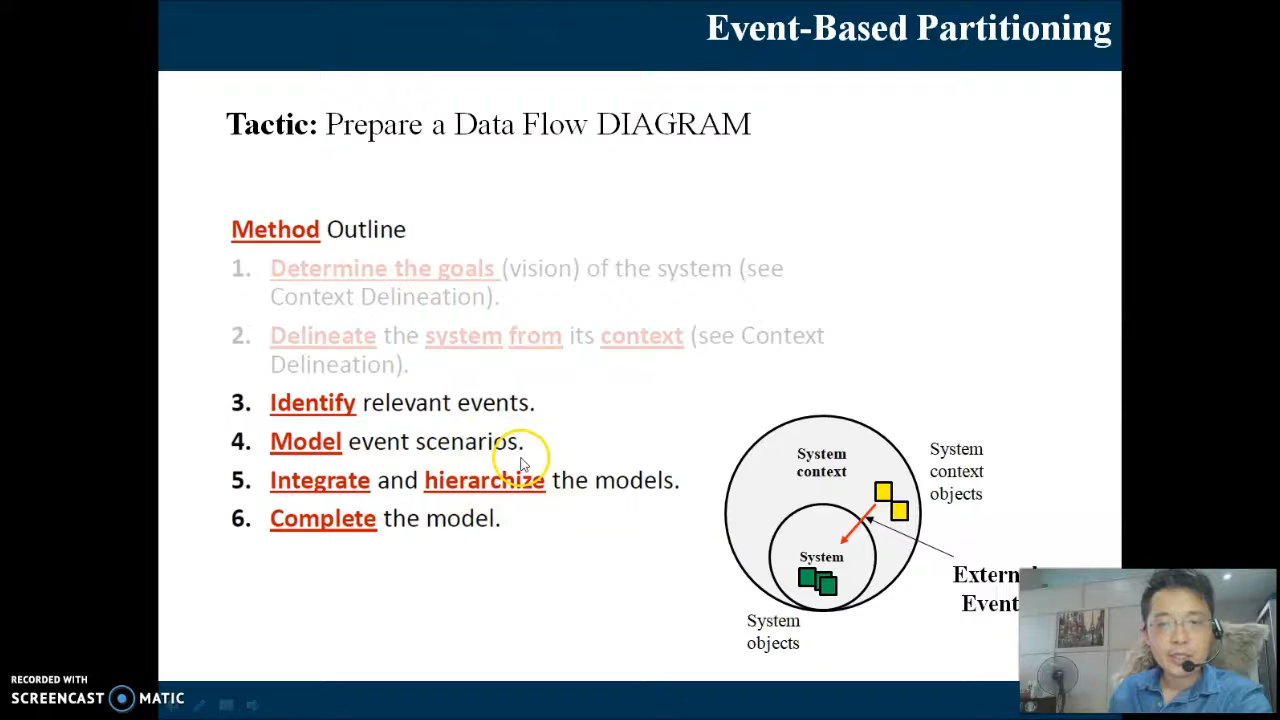 Event-Based Partitioning
Tactic: Prepare a Data Flow DIAGRAM
Method Outline
1. Determine the goals (vision) of the system (see
Context Delineation).
2. Delineate the system from its context (see Context
Delineation).
3. Identify relevant events.
4. Model event scenarios.
5. Integrate and hierarchize the models.
6. Complete the model.
System
context
System
context
objects
System
System
objects
Event
RECORDED WITH
SCREENCAST MATIC